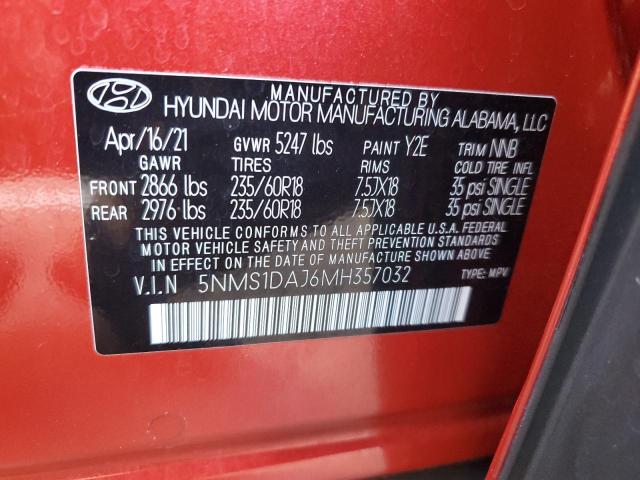 MANUFACTURED BY
HYUNDAI MOTOR MANUFACTURING ALABAMA, LLC
Apr/16/21 GVWR 5247 lbs PAINT Y2E TRIM NNB
GAWR TIRES RIMS COLD TIRE INFL
FRONT 2866 lbs 235/60R18 7.5JX18 35 psi SINGLE
REAR 2976 lbs 235/60R18 7.5JX18 35 psi SINGLE
THIS VEHICLE CONFORMS TO ALL APPLICABLE U.S.A. FEDERAL
MOTOR VEHICLE SAFETY AND THEFT PREVENTION STANDARDS
IN EFFECT ON THE DATE OF MANUFACTURE SHOWN ABOVE.
V.I.N 5NMS1DAJ6MH357032 TYPE: MPV